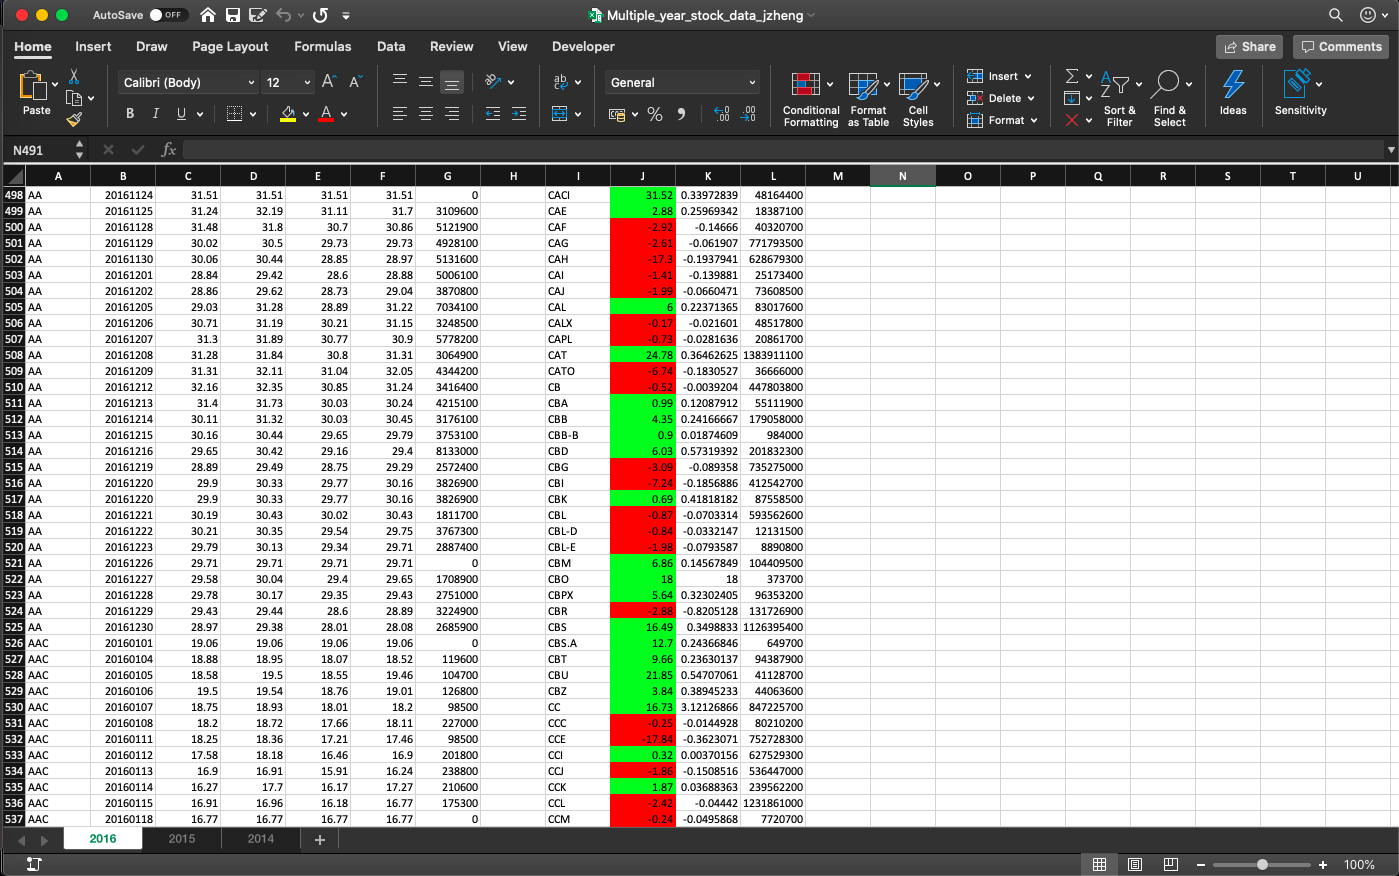 AutoSave OFF Multiple_year_stock_data_jzheng
Home Insert Draw Page Layout Formulas Data Review View Developer Share Comments
Paste Calibri (Body) 12 A A General Insert Delete Format
B I U A ab % Conditional Formatting Format as Table Cell Styles Sort & Filter Find & Select Ideas Sensitivity
N491 fx
A B C D E F G H I J K L M N O P Q R S T U
498 AA 20161124 31.51 31.51 31.51 31.51 0 CACI 31.52 0.33972839 48164400
499 AA 20161125 31.24 32.19 31.11 31.7 3109600 CAE 2.88 0.25969342 18387100
500 AA 20161128 31.48 31.8 30.7 30.86 5121900 CAF -2.92 -0.14666 40320700
501 AA 20161129 30.02 30.5 29.73 29.73 4928100 CAG -2.61 -0.061907 771793500
502 AA 20161130 30.06 30.44 28.85 28.97 5131600 CAH -17.3 -0.1937941 628679300
503 AA 20161201 28.84 29.42 28.6 28.88 5006100 CAI -1.41 -0.139881 25173400
504 AA 20161202 28.86 29.62 28.73 29.04 3870800 CAJ -1.99 -0.0660471 73608500
505 AA 20161205 29.03 31.28 28.89 31.22 7034100 CAL 6 0.22371365 83017600
506 AA 20161206 30.71 31.19 30.21 31.15 3248500 CALX -0.17 -0.021601 48517800
507 AA 20161207 31.3 31.89 30.77 30.9 5778200 CAPL -0.73 -0.0281636 20861700
508 AA 20161208 31.28 31.84 30.8 31.31 3064900 CAT 24.78 0.36462625 1383911100
509 AA 20161209 31.31 32.11 31.04 32.05 4344200 CATO -6.74 -0.1830527 36666000
510 AA 20161212 32.16 32.35 30.85 31.24 3416400 CB -0.52 -0.0039204 447803800
511 AA 20161213 31.4 31.73 30.03 30.24 4215100 CBA 0.99 0.12087912 55111900
512 AA 20161214 30.11 31.32 30.03 30.45 3176100 CBB 4.35 0.24166667 179058000
513 AA 20161215 30.16 30.44 29.65 29.79 3753100 CBB-B 0.9 0.01874609 984000
514 AA 20161216 29.65 30.42 29.16 29.4 8133000 CBD 6.03 0.57319392 201832300
515 AA 20161219 28.89 29.49 28.75 29.29 2572400 CBG -3.09 -0.089358 735275000
516 AA 20161220 29.9 30.33 29.77 30.16 3826900 CBI -7.24 -0.1856886 412542700
517 AA 20161220 29.9 30.33 29.77 30.16 3826900 CBK 0.69 0.41818182 87558500
518 AA 20161221 30.19 30.43 30.02 30.43 1811700 CBL -0.87 -0.0703314 593562600
519 AA 20161222 30.21 30.35 29.54 29.75 3767300 CBL-D -0.84 -0.0332147 12131500
520 AA 20161223 29.79 30.13 29.34 29.71 2887400 CBL-E -1.98 -0.0793587 8890800
521 AA 20161226 29.71 29.71 29.71 29.71 0 CBM 6.86 0.14567849 104409500
522 AA 20161227 29.58 30.04 29.4 29.65 1708900 CBO 18 18 373700
523 AA 20161228 29.78 30.17 29.35 29.43 2751000 CBPX 5.64 0.32302405 96353200
524 AA 20161229 29.43 29.44 28.6 28.89 3224900 CBR -2.88 -0.8205128 131726900
525 AA 20161230 28.97 29.38 28.01 28.08 2685900 CBS 16.49 0.3498833 1126395400
526 AAC 20160101 19.06 19.06 19.06 19.06 0 CBS.A 12.7 0.24366846 649700
527 AAC 20160104 18.88 18.95 18.07 18.52 119600 CBT 9.66 0.23630137 94387900
528 AAC 20160105 18.58 19.5 18.55 19.46 104700 CBU 21.85 0.54707061 41128700
529 AAC 20160106 19.5 19.54 18.76 19.01 126800 CBZ 3.84 0.38945233 44063600
530 AAC 20160107 18.75 18.93 18.01 18.2 98500 CC 16.73 3.12126866 847225700
531 AAC 20160108 18.2 18.72 17.66 18.11 227000 CCC -0.25 -0.0144928 80210200
532 AAC 20160111 18.25 18.36 17.21 17.46 98500 CCE -17.84 -0.3623071 752728300
533 AAC 20160112 17.58 18.18 16.46 16.9 201800 CCI 0.32 0.00370156 627529300
534 AAC 20160113 16.9 16.91 15.91 16.24 238800 CCJ -1.86 -0.1508516 536447000
535 AAC 20160114 16.27 17.7 16.17 17.27 210600 CCK 1.87 0.03688363 239562200
536 AAC 20160115 16.91 16.96 16.18 16.77 175300 CCL -2.42 -0.04442 1231861000
537 AAC 20160118 16.77 16.77 16.77 16.77 0 CCM -0.24 -0.0495868 7720700
2016 2015 2014 +
100%